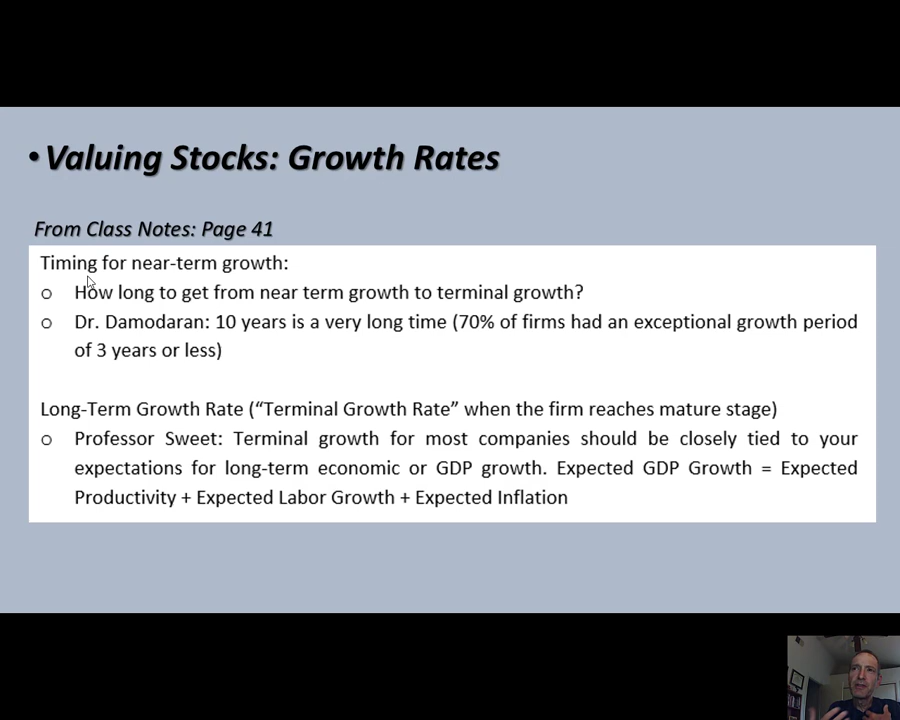 • Valuing Stocks: Growth Rates
From Class Notes: Page 41
Timing for near-term growth:
o How long to get from near term growth to terminal growth?
o Dr. Damodaran: 10 years is a very long time (70% of firms had an exceptional growth period
of 3 years or less)
Long-Term Growth Rate (“Terminal Growth Rate” when the firm reaches mature stage)
o Professor Sweet: Terminal growth for most companies should be closely tied to your
expectations for long-term economic or GDP growth. Expected GDP Growth = Expected
Productivity + Expected Labor Growth + Expected Inflation